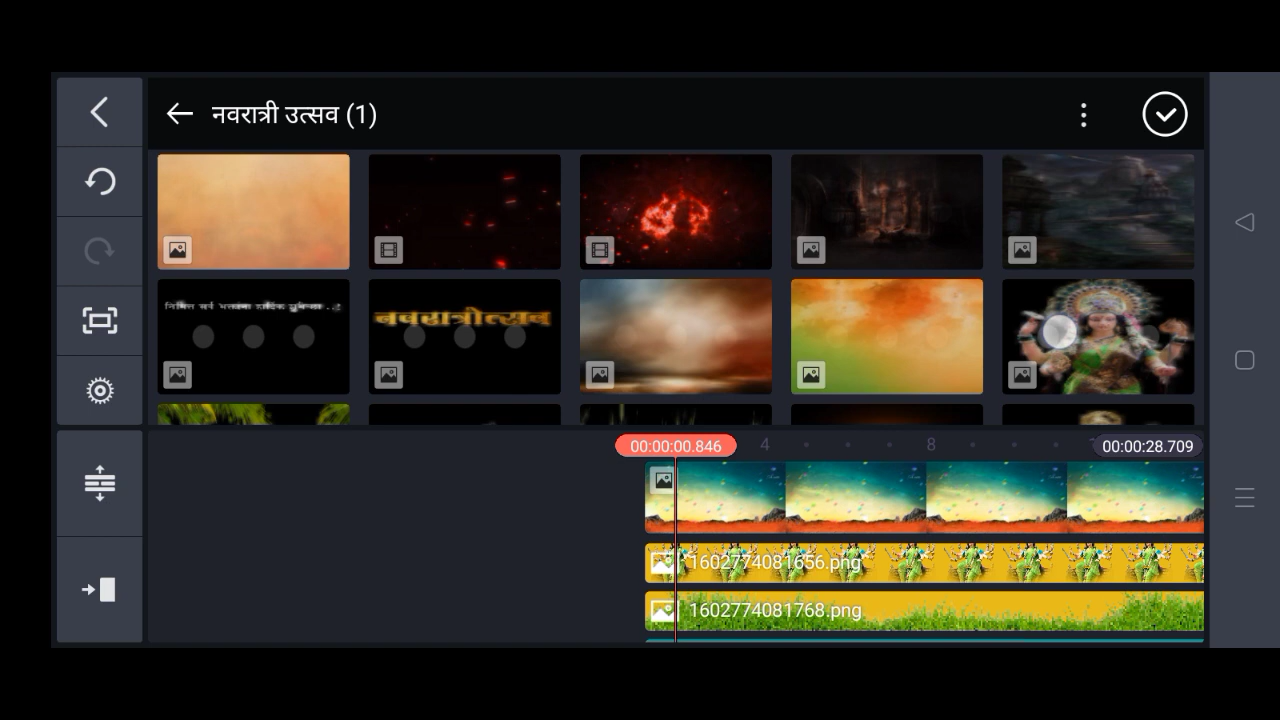 नवरात्री उत्सव (1)
नवरात्रोत्सव
00:00:00.846
4
8
00:00:28.709
1602774081656.png
1602774081768.png